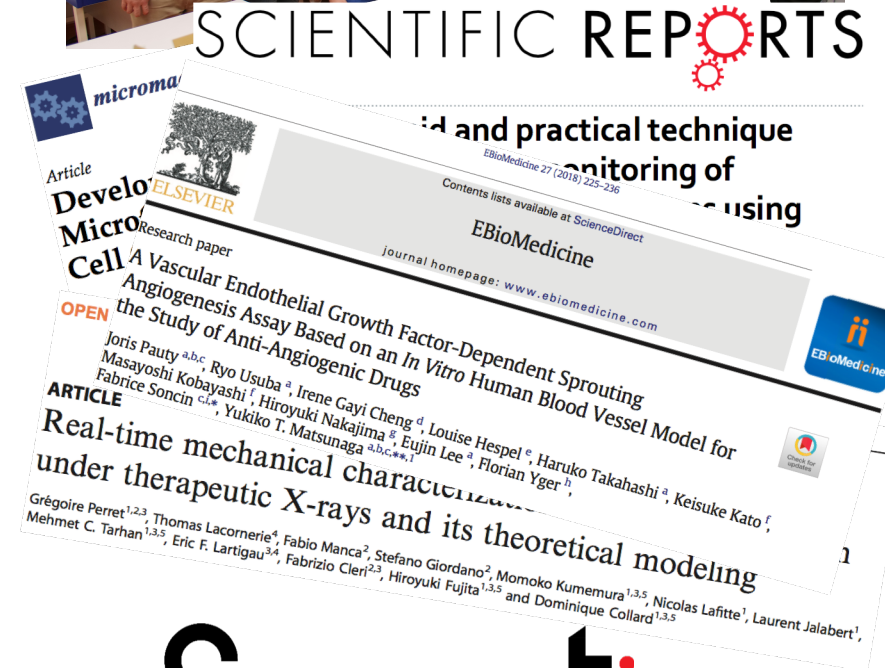 SCIENTIFIC REPORTS
microma
and practical technique
monitoring of
using
Article
Develo
Micro
Cell
ELSEVIER
EBioMedicine 27 (2018) 225–236
Contents lists available at ScienceDirect
EBioMedicine
journal homepage: www.ebiomedicine.com
EBioMedicine
Research paper
A Vascular Endothelial Growth Factor-Dependent Sprouting
Angiogenesis Assay Based on an In Vitro Human Blood Vessel Model for
the Study of Anti-Angiogenic Drugs
Check for
updates
Joris Pauty a,b,c, Ryo Usuba a, Irene Gayi Cheng d, Louise Hespel e, Haruko Takahashi a, Keisuke Kato f,
Masayoshi Kobayashi f, Hiroyuki Nakajima g, Eujin Lee a, Florian Yger h,
Fabrice Soncin c,i,*, Yukiko T. Matsunaga a,b,c,**,1
OPEN
ARTICLE
Real-time mechanical characteriza
under therapeutic X-rays and its theoretical modeling
Grégoire Perret1,2,3, Thomas Lacornerie4, Fabio Manca2, Stefano Giordano2, Momoko Kumemura1,3,5, Nicolas Lafitte1, Laurent Jalabert1,
Mehmet C. Tarhan1,3,5, Eric F. Lartigau3,4, Fabrizio Cleri2,3, Hiroyuki Fujita1,3,5 and Dominique Collard1,3,5